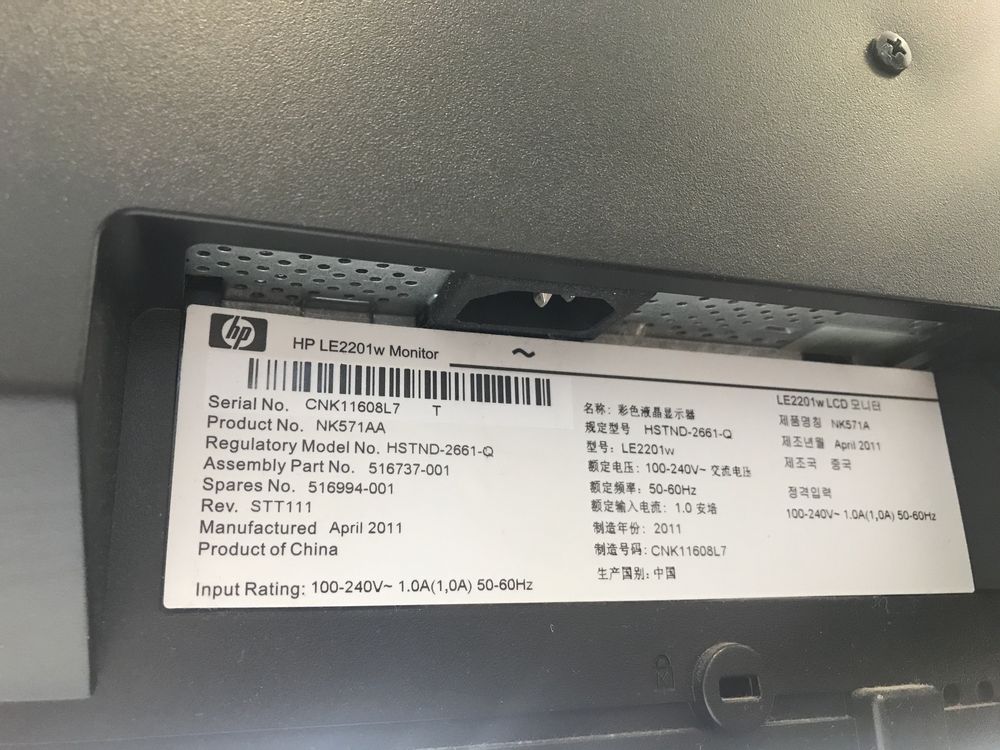 hp
HP LE2201w Monitor
~
Serial No. CNK11608L7 T
Product No. NK571AA
Regulatory Model No. HSTND-2661-Q
Assembly Part No. 516737-001
Spares No. 516994-001
Rev. STT111
Manufactured April 2011
Product of China
Input Rating: 100-240V~ 1.0A(1,0A) 50-60Hz
名称: 彩色液晶显示器
规定型号 HSTND-2661-Q
型号: LE2201w
额定电压: 100-240V~ 交流电压
额定频率: 50-60Hz
额定输入电流: 1.0 安培
制造年份: 2011
制造号码: CNK11608L7
生产国别: 中国
LE2201w LCD 모니터
제품명칭 NK571A
제조년월 April 2011
제조국 중국
정격입력
100-240V~ 1.0A(1,0A) 50-60Hz